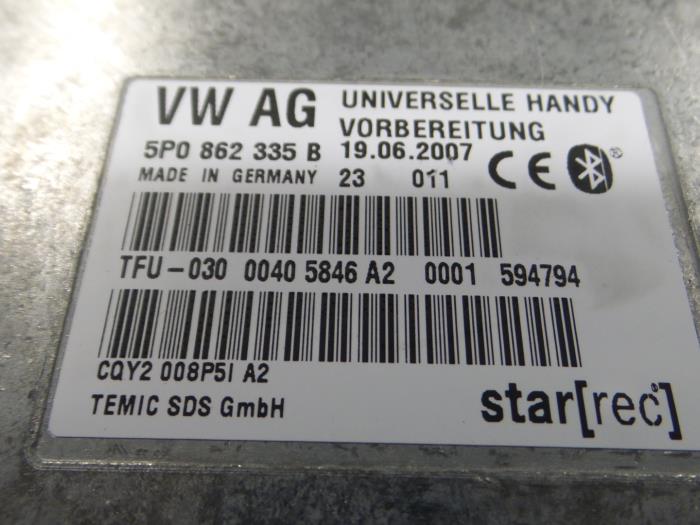 VW AG UNIVERSELLE HANDY
VORBEREITUNG
5P0 862 335 B 19.06.2007
MADE IN GERMANY 23 011 CE ®
TFU-030 0040 5846 A2 0001 594794
CQY2 008P5I A2
TEMIC SDS GmbH
star[rec]